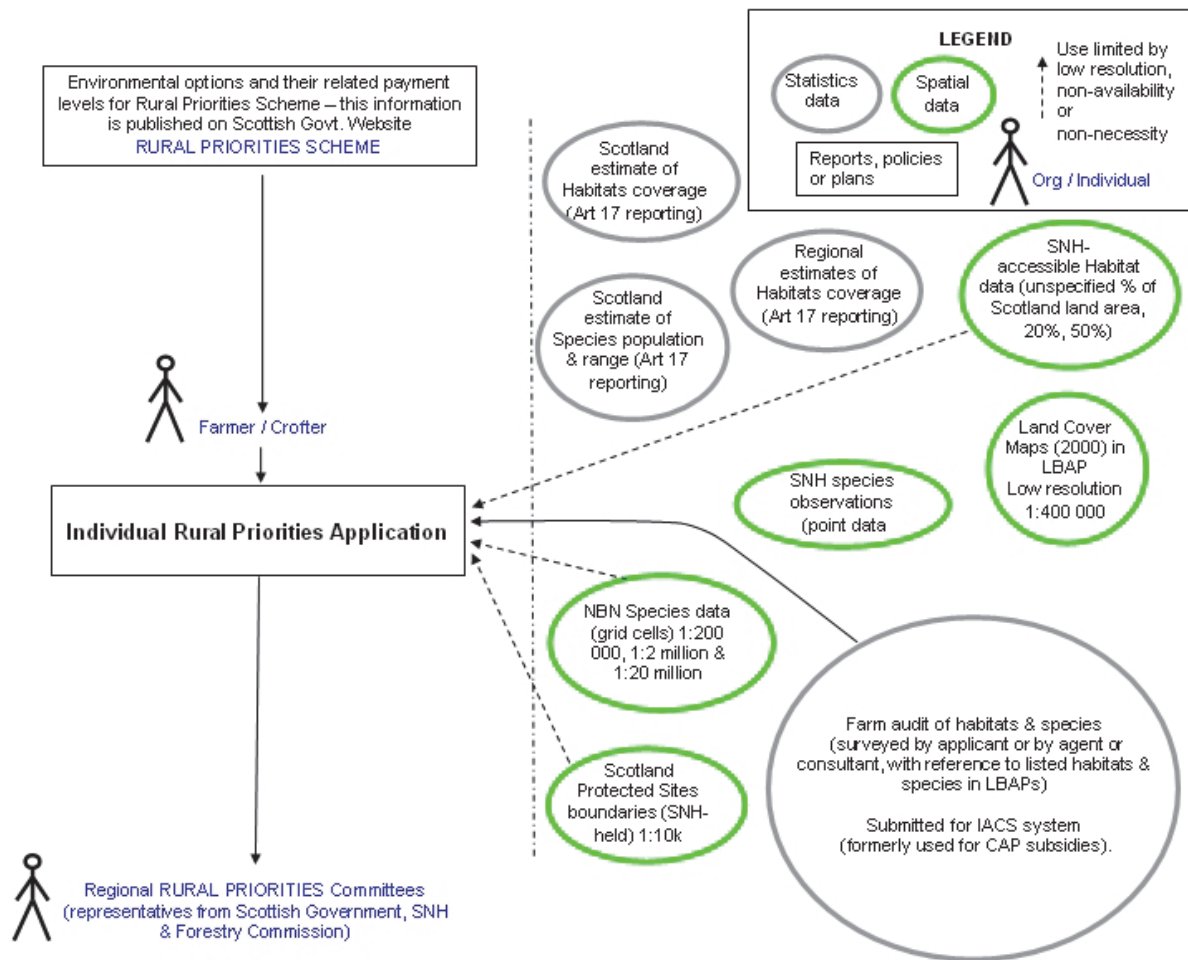 Environmental options and their related payment
levels for Rural Priorities Scheme – this information
is published on Scottish Govt. Website
RURAL PRIORITIES SCHEME
LEGEND
Statistics
data
Spatial
data
Use limited by
low resolution,
non-availability
or
non-necessity
Reports, policies
or plans
Org / Individual
Scotland
estimate of
Habitats coverage
(Art 17 reporting)
Regional
estimates of
Habitats coverage
(Art 17 reporting)
SNH-
accessible Habitat
data (unspecified % of
Scotland land area,
20%, 50%)
Scotland
estimate of
Species population
& range (Art 17
reporting)
Farmer / Crofter
Land Cover
Maps (2000) in
LBAP
Low resolution
1:400 000
SNH species
observations
(point data
Individual Rural Priorities Application
NBN Species data
(grid cells) 1:200
000, 1:2 million &
1:20 million
Farm audit of habitats & species
(surveyed by applicant or by agent or
consultant, with reference to listed habitats &
species in LBAPs)
Submitted for IACS system
(formerly used for CAP subsidies).
Scotland
Protected Sites
boundaries (SNH-
held) 1:10k
Regional RURAL PRIORITIES Committees
(representatives from Scottish Government, SNH
& Forestry Commission)